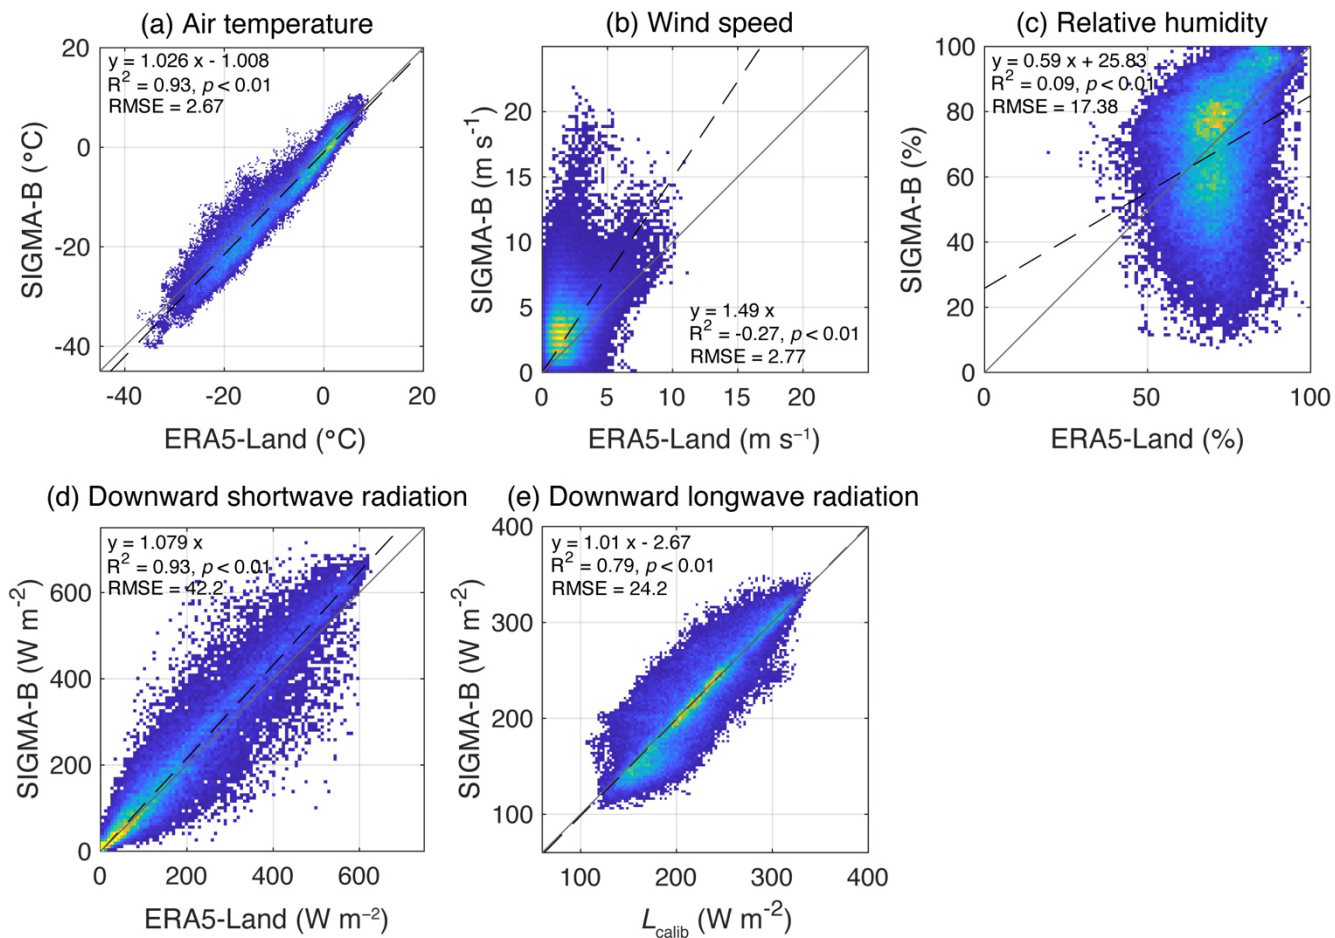 (a) Air temperature
20
0
-20
-40
-40
-20
0
20
SIGMA-B (°C)
ERA5-Land (°C)
y = 1.026 x - 1.008
R² = 0.93, p < 0.01
RMSE = 2.67
(b) Wind speed
25
20
15
10
5
0
0
5
10
15
20
SIGMA-B (m s⁻¹)
ERA5-Land (m s⁻¹)
y = 1.49 x
R² = -0.27, p < 0.01
RMSE = 2.77
(c) Relative humidity
100
80
60
40
20
0
0
50
100
SIGMA-B (%)
ERA5-Land (%)
y = 0.59 x + 25.83
R² = 0.09, p < 0.01
RMSE = 17.38
(d) Downward shortwave radiation
600
400
200
0
0
200
400
600
SIGMA-B (W m⁻²)
ERA5-Land (W m⁻²)
y = 1.079 x
R² = 0.93, p < 0.01
RMSE = 42.2
(e) Downward longwave radiation
400
300
200
100
100
200
300
400
SIGMA-B (W m⁻²)
L_calib (W m⁻²)
y = 1.01 x - 2.67
R² = 0.79, p < 0.01
RMSE = 24.2